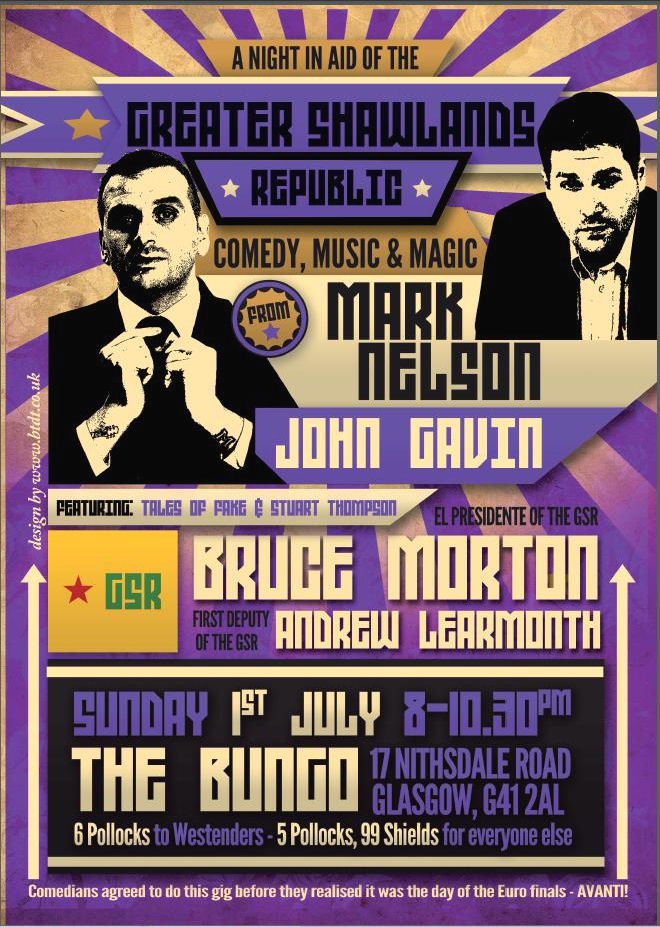 A NIGHT IN AID OF THE
GREATER SHAWLANDS
REPUBLIC
COMEDY, MUSIC & MAGIC
FROM
MARK
NELSON
JOHN GAVIN
FEATURING: TALES OF FAKE & STUART THOMPSON
EL PRESIDENTE OF THE GSR
GSR
BRUCE MORTON
FIRST DEPUTY
OF THE GSR
ANDREW LEARMONTH
SUNDAY 1ST JULY 8-10.30PM
THE BUNGO
17 NITHSDALE ROAD
GLASGOW, G41 2AL
6 Pollocks to Westenders - 5 Pollocks, 99 Shields for everyone else
Comedians agreed to do this gig before they realised it was the day of the Euro finals - AVANTI!
design by www.btdt.co.uk